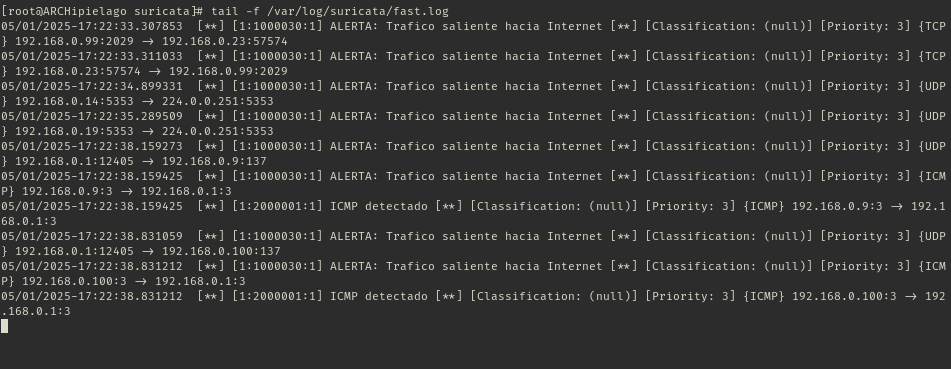 [root@ARCHipielago suricata]# tail -f /var/log/suricata/fast.log
05/01/2025-17:22:33.307853  [**] [1:1000030:1] ALERTA: Trafico saliente hacia Internet [**] [Classification: (null)] [Priority: 3] {TCP
} 192.168.0.99:2029 -> 192.168.0.23:57574
05/01/2025-17:22:33.311033  [**] [1:1000030:1] ALERTA: Trafico saliente hacia Internet [**] [Classification: (null)] [Priority: 3] {TCP
} 192.168.0.23:57574 -> 192.168.0.99:2029
05/01/2025-17:22:34.899331  [**] [1:1000030:1] ALERTA: Trafico saliente hacia Internet [**] [Classification: (null)] [Priority: 3] {UDP
} 192.168.0.14:5353 -> 224.0.0.251:5353
05/01/2025-17:22:35.289509  [**] [1:1000030:1] ALERTA: Trafico saliente hacia Internet [**] [Classification: (null)] [Priority: 3] {UDP
} 192.168.0.19:5353 -> 224.0.0.251:5353
05/01/2025-17:22:38.159273  [**] [1:1000030:1] ALERTA: Trafico saliente hacia Internet [**] [Classification: (null)] [Priority: 3] {UDP
} 192.168.0.1:12405 -> 192.168.0.9:137
05/01/2025-17:22:38.159425  [**] [1:1000030:1] ALERTA: Trafico saliente hacia Internet [**] [Classification: (null)] [Priority: 3] {ICM
P} 192.168.0.9:3 -> 192.168.0.1:3
05/01/2025-17:22:38.159425  [**] [1:2000001:1] ICMP detectado [**] [Classification: (null)] [Priority: 3] {ICMP} 192.168.0.9:3 -> 192.1
68.0.1:3
05/01/2025-17:22:38.831059  [**] [1:1000030:1] ALERTA: Trafico saliente hacia Internet [**] [Classification: (null)] [Priority: 3] {UDP
} 192.168.0.1:12405 -> 192.168.0.100:137
05/01/2025-17:22:38.831212  [**] [1:1000030:1] ALERTA: Trafico saliente hacia Internet [**] [Classification: (null)] [Priority: 3] {ICM
P} 192.168.0.100:3 -> 192.168.0.1:3
05/01/2025-17:22:38.831212  [**] [1:2000001:1] ICMP detectado [**] [Classification: (null)] [Priority: 3] {ICMP} 192.168.0.100:3 -> 192
.168.0.1:3